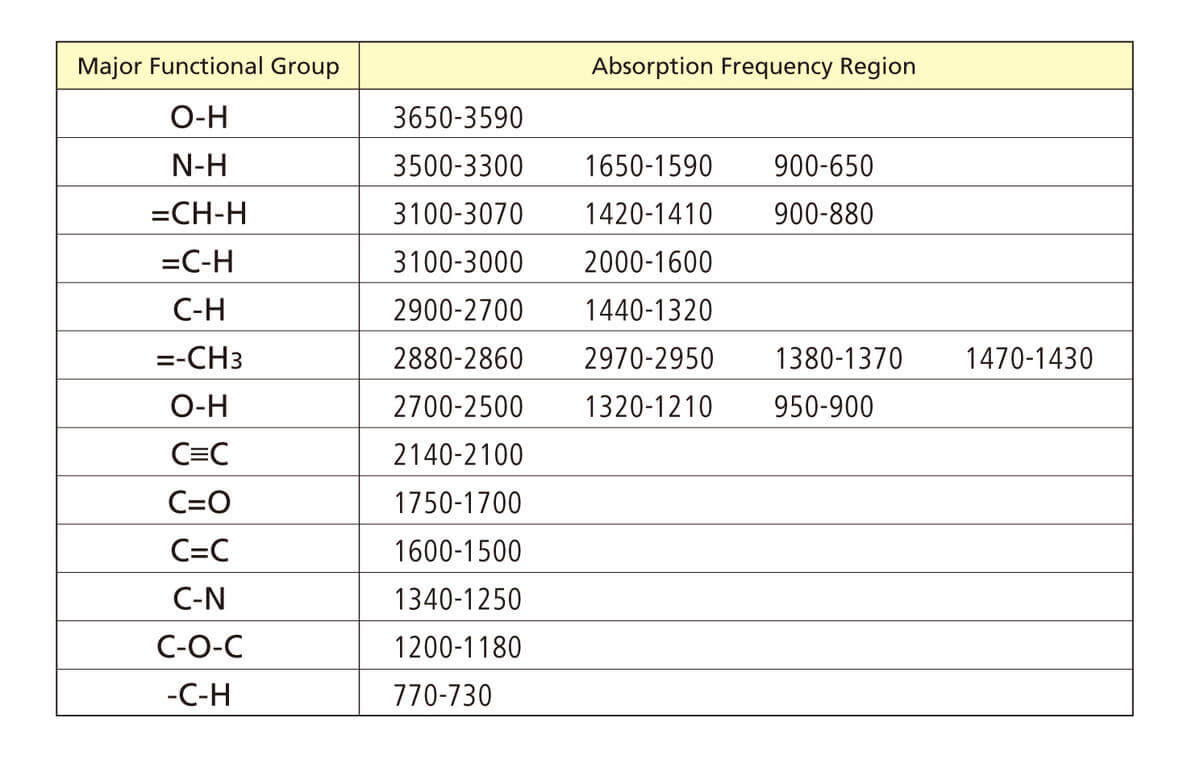 Major Functional Group Absorption Frequency Region
O-H 3650-3590
N-H 3500-3300 1650-1590 900-650
=CH-H 3100-3070 1420-1410 900-880
=C-H 3100-3000 2000-1600
C-H 2900-2700 1440-1320
=-CH3 2880-2860 2970-2950 1380-1370 1470-1430
O-H 2700-2500 1320-1210 950-900
C≡C 2140-2100
C=O 1750-1700
C=C 1600-1500
C-N 1340-1250
C-O-C 1200-1180
-C-H 770-730